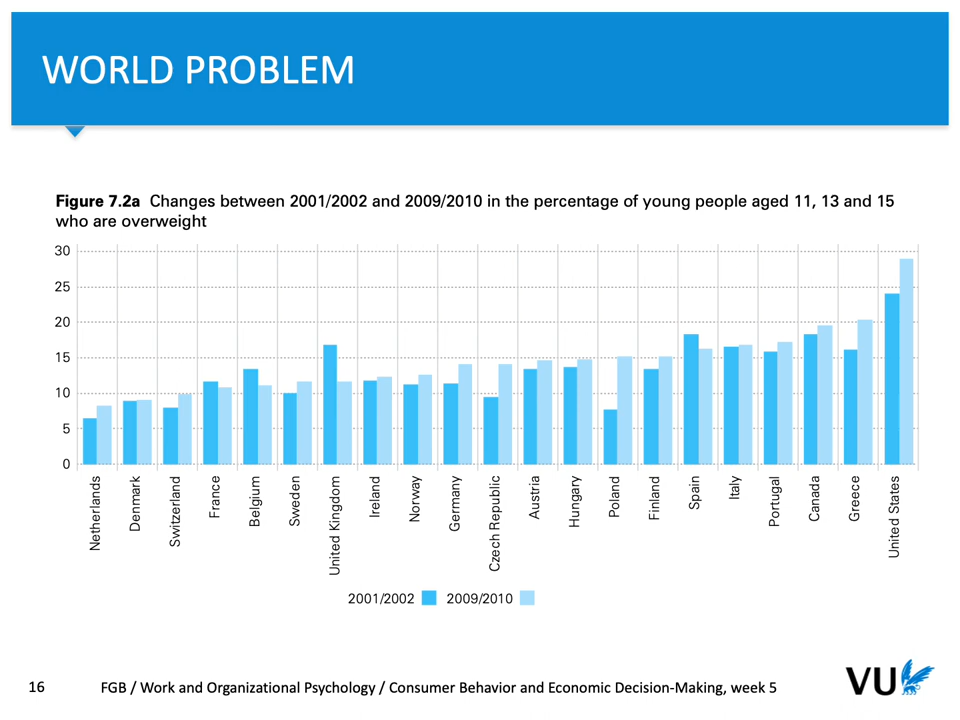 WORLD PROBLEM
Figure 7.2a Changes between 2001/2002 and 2009/2010 in the percentage of young people aged 11, 13 and 15
who are overweight
30
25
20
15
10
5
0
Netherlands
Denmark
Switzerland
France
Belgium
Sweden
United Kingdom
Ireland
Norway
Germany
Czech Republic
Austria
Hungary
Poland
Finland
Spain
Italy
Portugal
Canada
Greece
United States
2001/2002 2009/2010
16 FGB / Work and Organizational Psychology / Consumer Behavior and Economic Decision-Making, week 5
VU